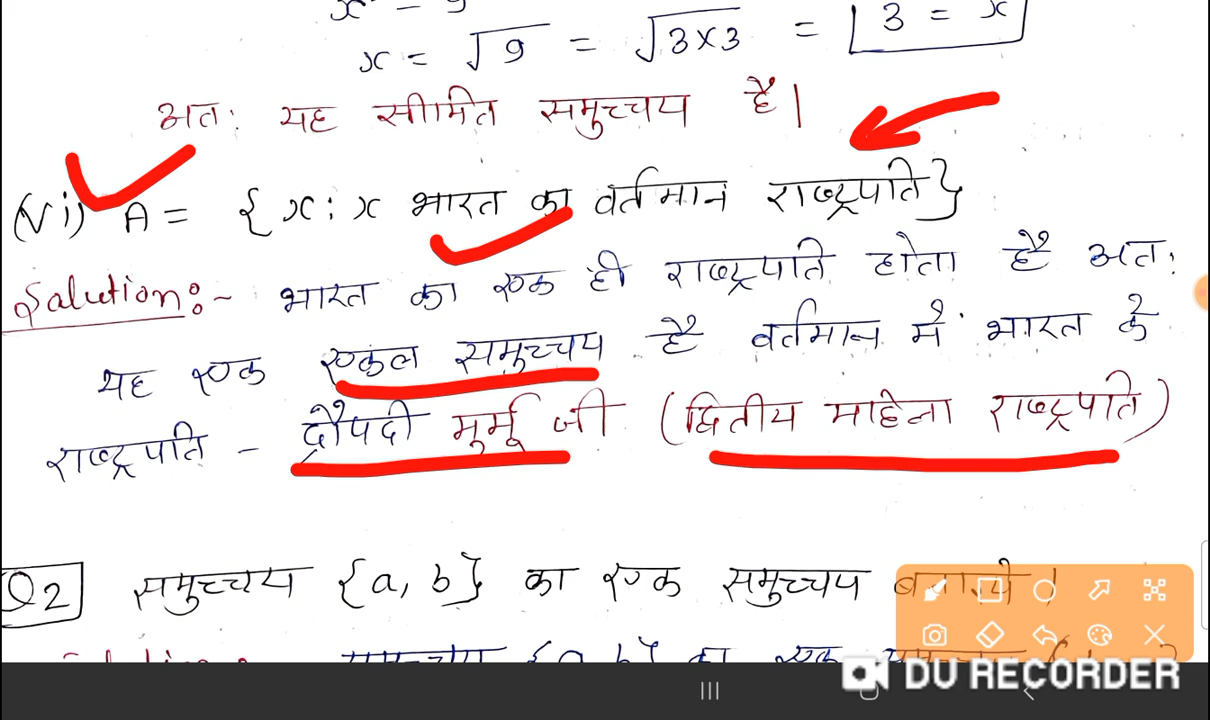 x = √9 = √3×3 = 3 = x
अतः यह सीमित समुच्चय है|
(vi) A = {x : x भारत का वर्तमान राष्ट्रपति}
Solution:- भारत का एक ही राष्ट्रपति होता है अतः
यह एक एकल समुच्चय है वर्तमान में भारत के
राष्ट्रपति - द्रौपदी मुर्मू जी (द्वितीय महिला राष्ट्रपति)
Q2 समुच्चय {a, b} का एक समुच्चय
DU RECORDER